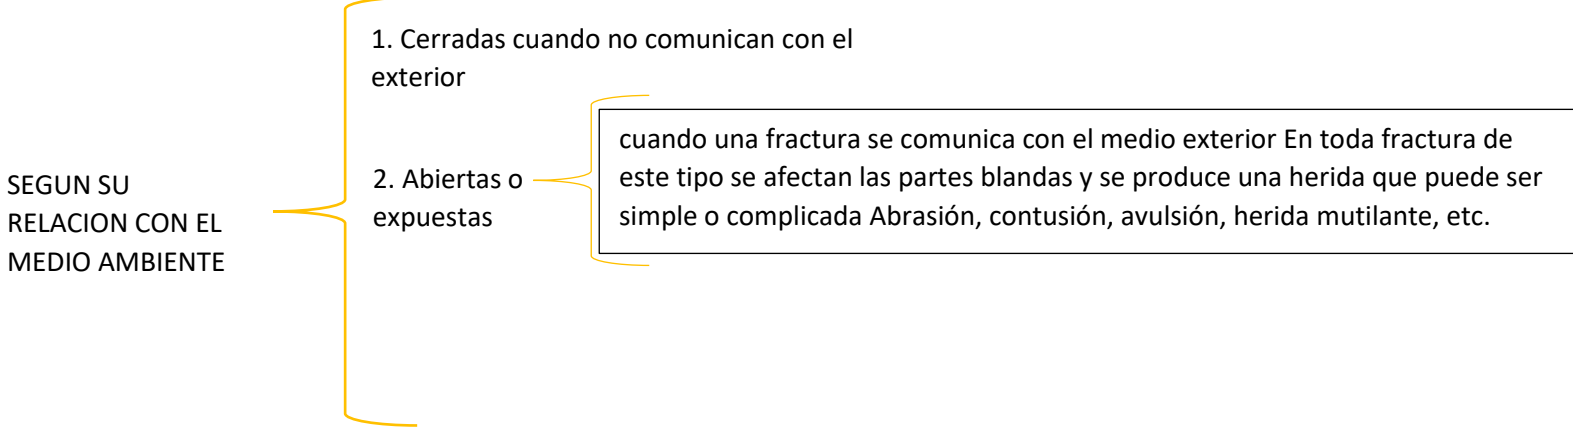 SEGUN SU
RELACION CON EL
MEDIO AMBIENTE
1. Cerradas cuando no comunican con el
exterior
2. Abiertas o
expuestas
cuando una fractura se comunica con el medio exterior En toda fractura de
este tipo se afectan las partes blandas y se produce una herida que puede ser
simple o complicada Abrasión, contusión, avulsión, herida mutilante, etc.